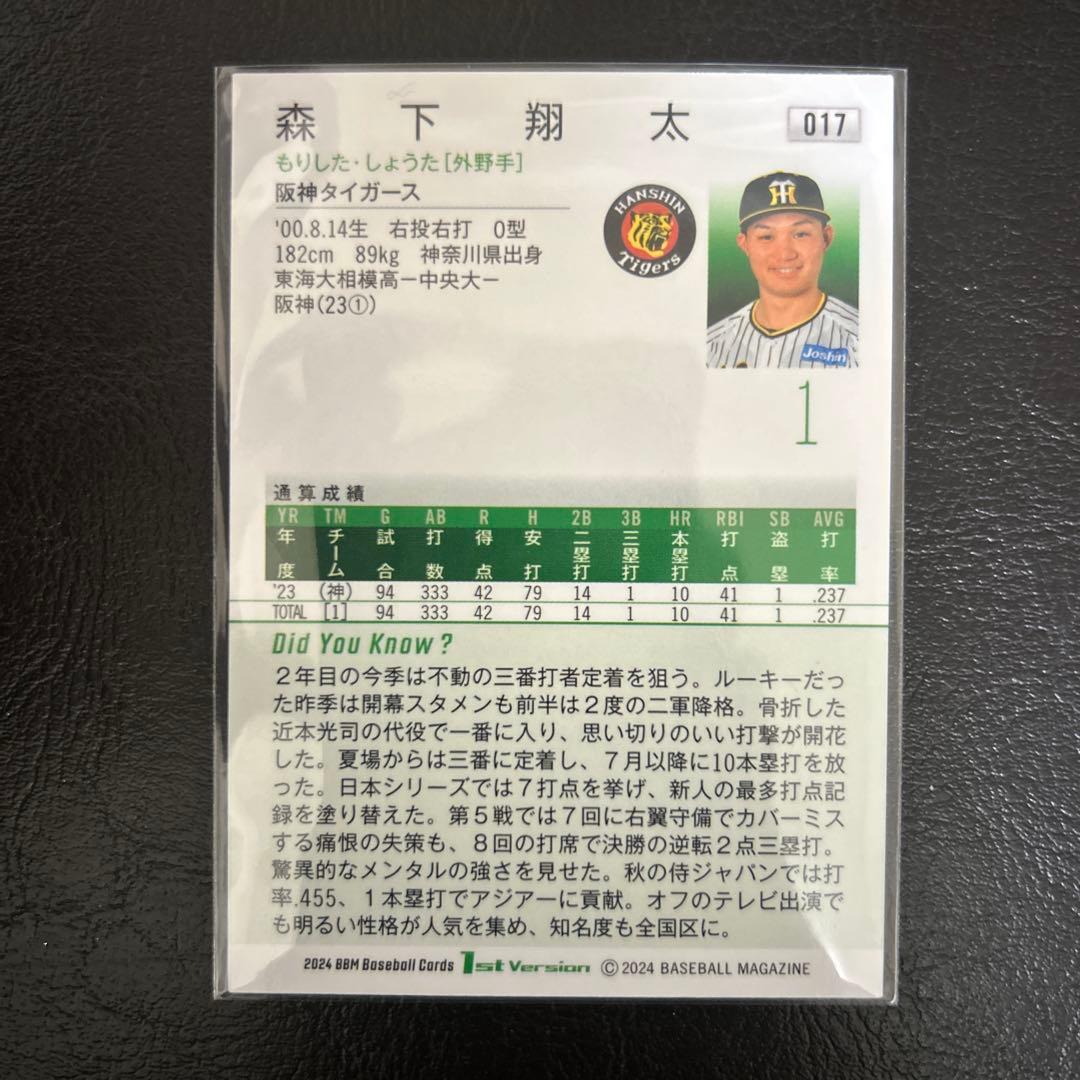 森下翔太
017
もりした・しょうた[外野手]
阪神タイガース
'00.8.14生 右投右打 O型
182cm 89kg 神奈川県出身
東海大相模高ー中央大ー
阪神(23①)
HANSHIN
Tigers
Joshin
1
通算成績
YR TM G AB R H 2B 3B HR RBI SB AVG
年度 チーム 試合 打数 得点 安打 二塁打 三塁打 本塁打 打点 盗塁 打率
'23 (神) 94 333 42 79 14 1 10 41 1 .237
TOTAL [1] 94 333 42 79 14 1 10 41 1 .237
Did You Know?
2年目の今季は不動の三番打者定着を狙う。ルーキーだっ
た昨季は開幕スタメンも前半は2度の二軍降格。骨折した
近本光司の代役で一番に入り、思い切りのいい打撃が開花
した。夏場からは三番に定着し、7月以降に10本塁打を放
った。日本シリーズでは7打点を挙げ、新人の最多打点記
録を塗り替えた。第5戦では7回に右翼守備でカバーミス
する痛恨の失策も、8回の打席で決勝の逆転2点三塁打。
驚異的なメンタルの強さを見せた。秋の侍ジャパンでは打
率.455、1本塁打でアジアーに貢献。オフのテレビ出演で
も明るい性格が人気を集め、知名度も全国区に。
2024 BBM Baseball Cards 1st Version ©2024 BASEBALL MAGAZINE